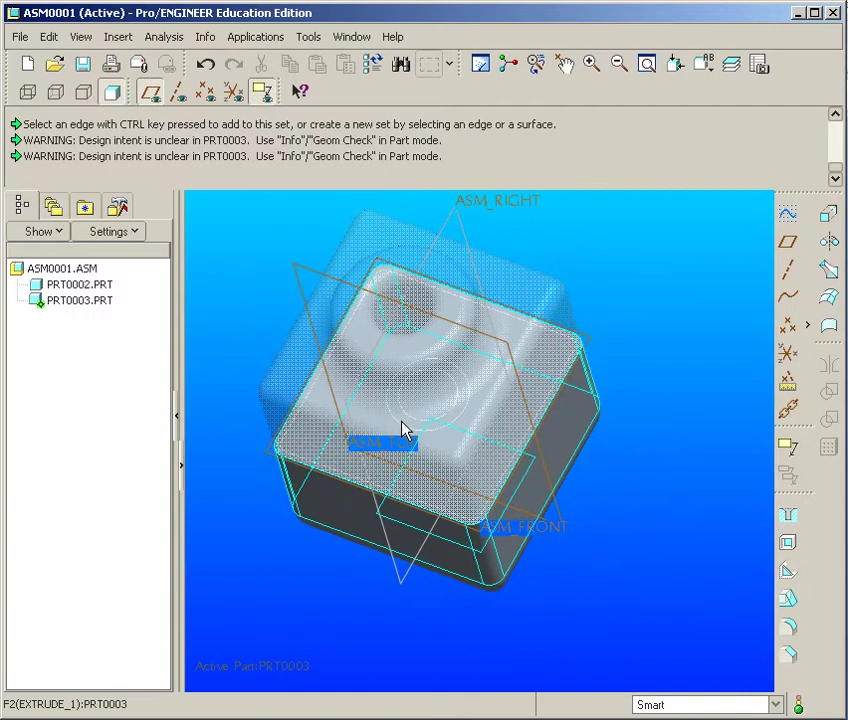 ASM0001 (Active) - Pro/ENGINEER Education Edition
File Edit View Insert Analysis Info Applications Tools Window Help
Select an edge with CTRL key pressed to add to this set, or create a new set by selecting an edge or a surface.
WARNING: Design intent is unclear in PRT0003. Use "Info"/"Geom Check" in Part mode.
WARNING: Design intent is unclear in PRT0003. Use "Info"/"Geom Check" in Part mode.
Show Settings
ASM0001.ASM
PRT0002.PRT
PRT0003.PRT
ASM_RIGHT
ASM_TOP
ASM_FRONT
Active Part:PRT0003
F2(EXTRUDE_1):PRT0003
Smart